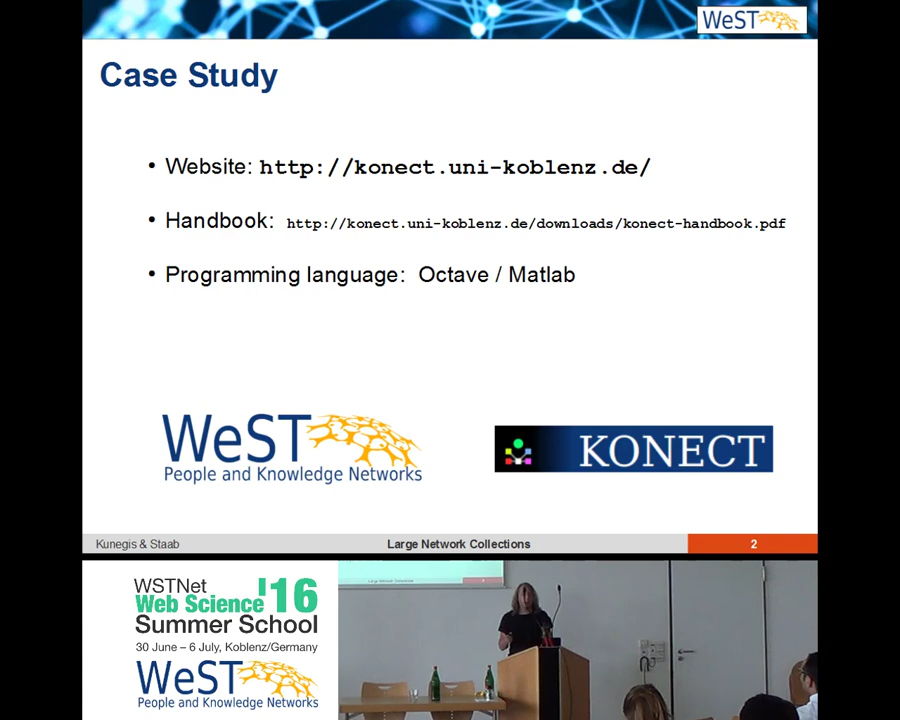 WeST
Case Study
• Website: http://konect.uni-koblenz.de/
• Handbook: http://konect.uni-koblenz.de/downloads/konect-handbook.pdf
• Programming language: Octave / Matlab
WeST
People and Knowledge Networks
KONECT
Kunegis & Staab
Large Network Collections
2
WSTNet
Web Science '16
Summer School
30 June – 6 July, Koblenz/Germany
WeST
People and Knowledge Networks